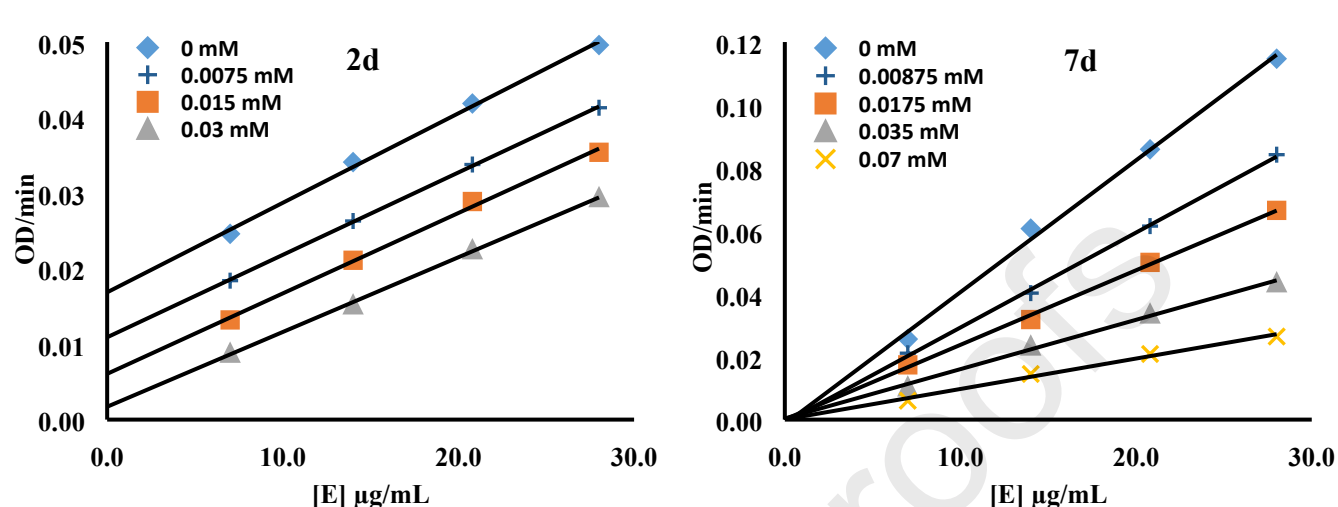 2d
0 mM
0.0075 mM
0.015 mM
0.03 mM
0.05
0.04
0.03
0.02
0.01
0.00
OD/min
0.0 10.0 20.0 30.0
[E] µg/mL
7d
0 mM
0.00875 mM
0.0175 mM
0.035 mM
0.07 mM
0.12
0.10
0.08
0.06
0.04
0.02
0.00
OD/min
0.0 10.0 20.0 30.0
[E] µg/mL
roofs